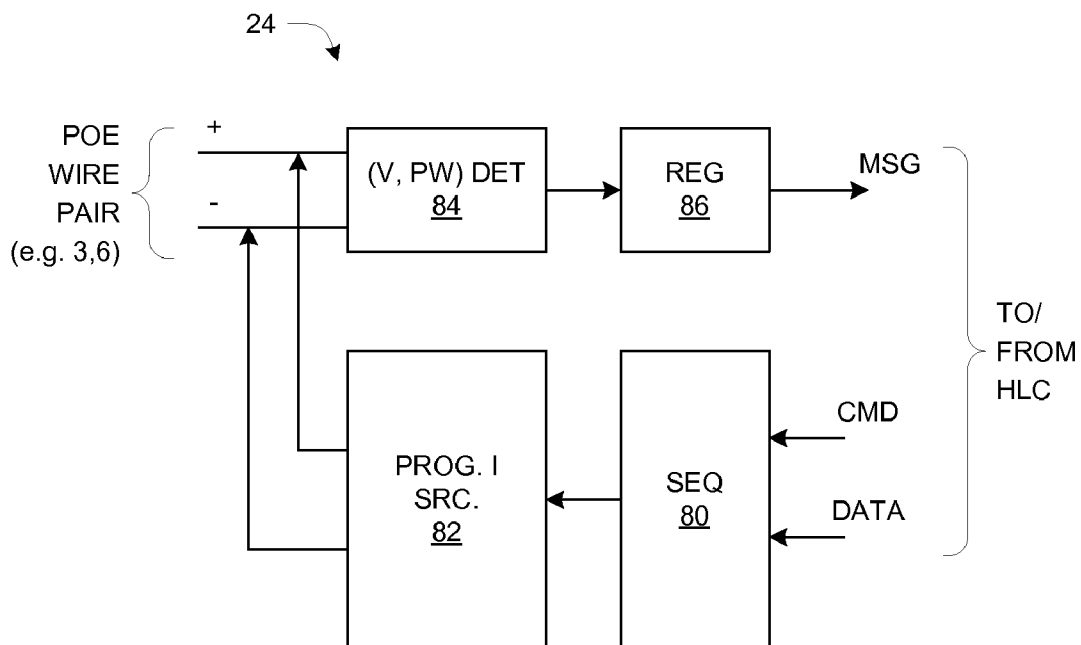 24
POE
WIRE
PAIR
(e.g. 3,6)
+
-
(V, PW) DET
84
REG
86
MSG
TO/
FROM
HLC
PROG. I
SRC.
82
SEQ
80
CMD
DATA